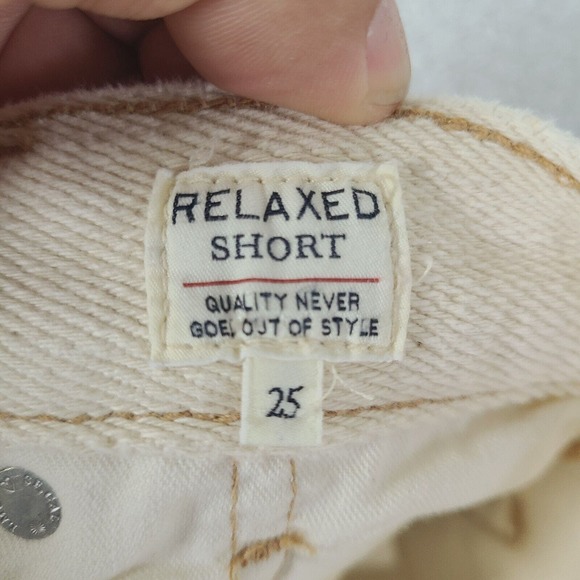 RELAXED
SHORT
QUALITY NEVER
GOES OUT OF STYLE
25